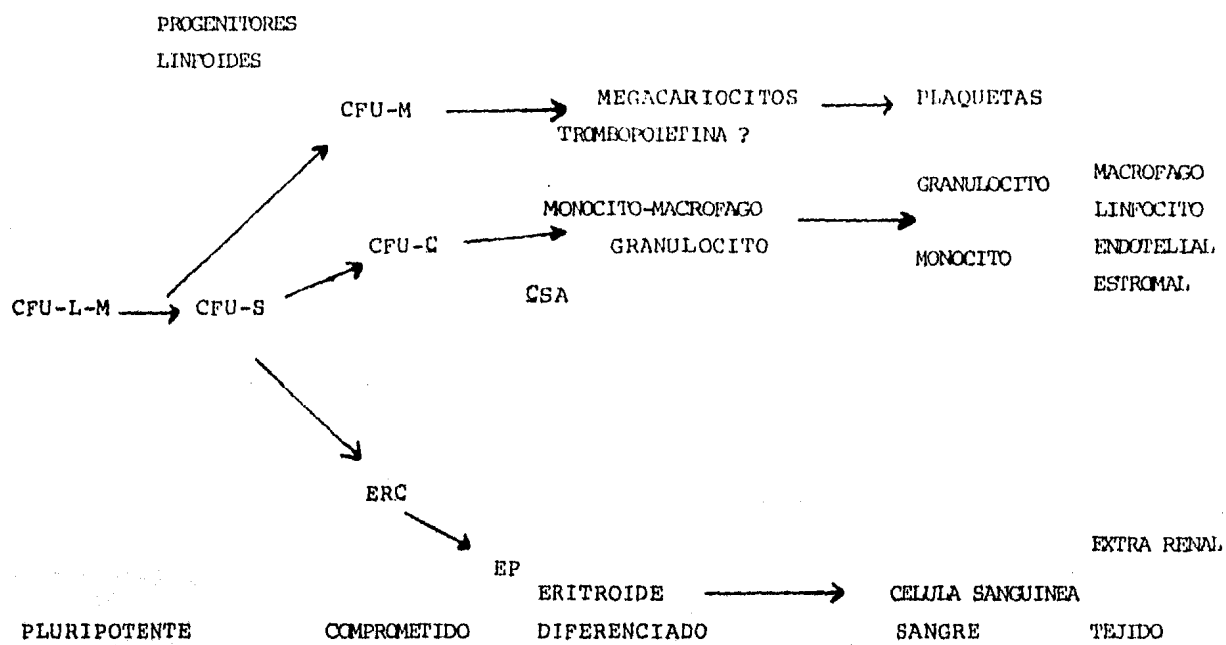 PROGENITORES
LINFOIDES
CFU-M MEGACARIOCITOS PLAQUETAS
TROMBOPOIETINA ?
GRANULOCITO MACROFAGO
MONOCITO-MACROFAGO LINFOCITO
CFU-C GRANULOCITO MONOCITO ENDOTELIAL
CSA ESTROMAL
CFU-L-M CFU-S
ERC
EXTRA RENAL
EP
ERITROIDE CELULA SANGUINEA
PLURIPOTENTE COMPROMETIDO DIFERENCIADO SANGRE TEJIDO